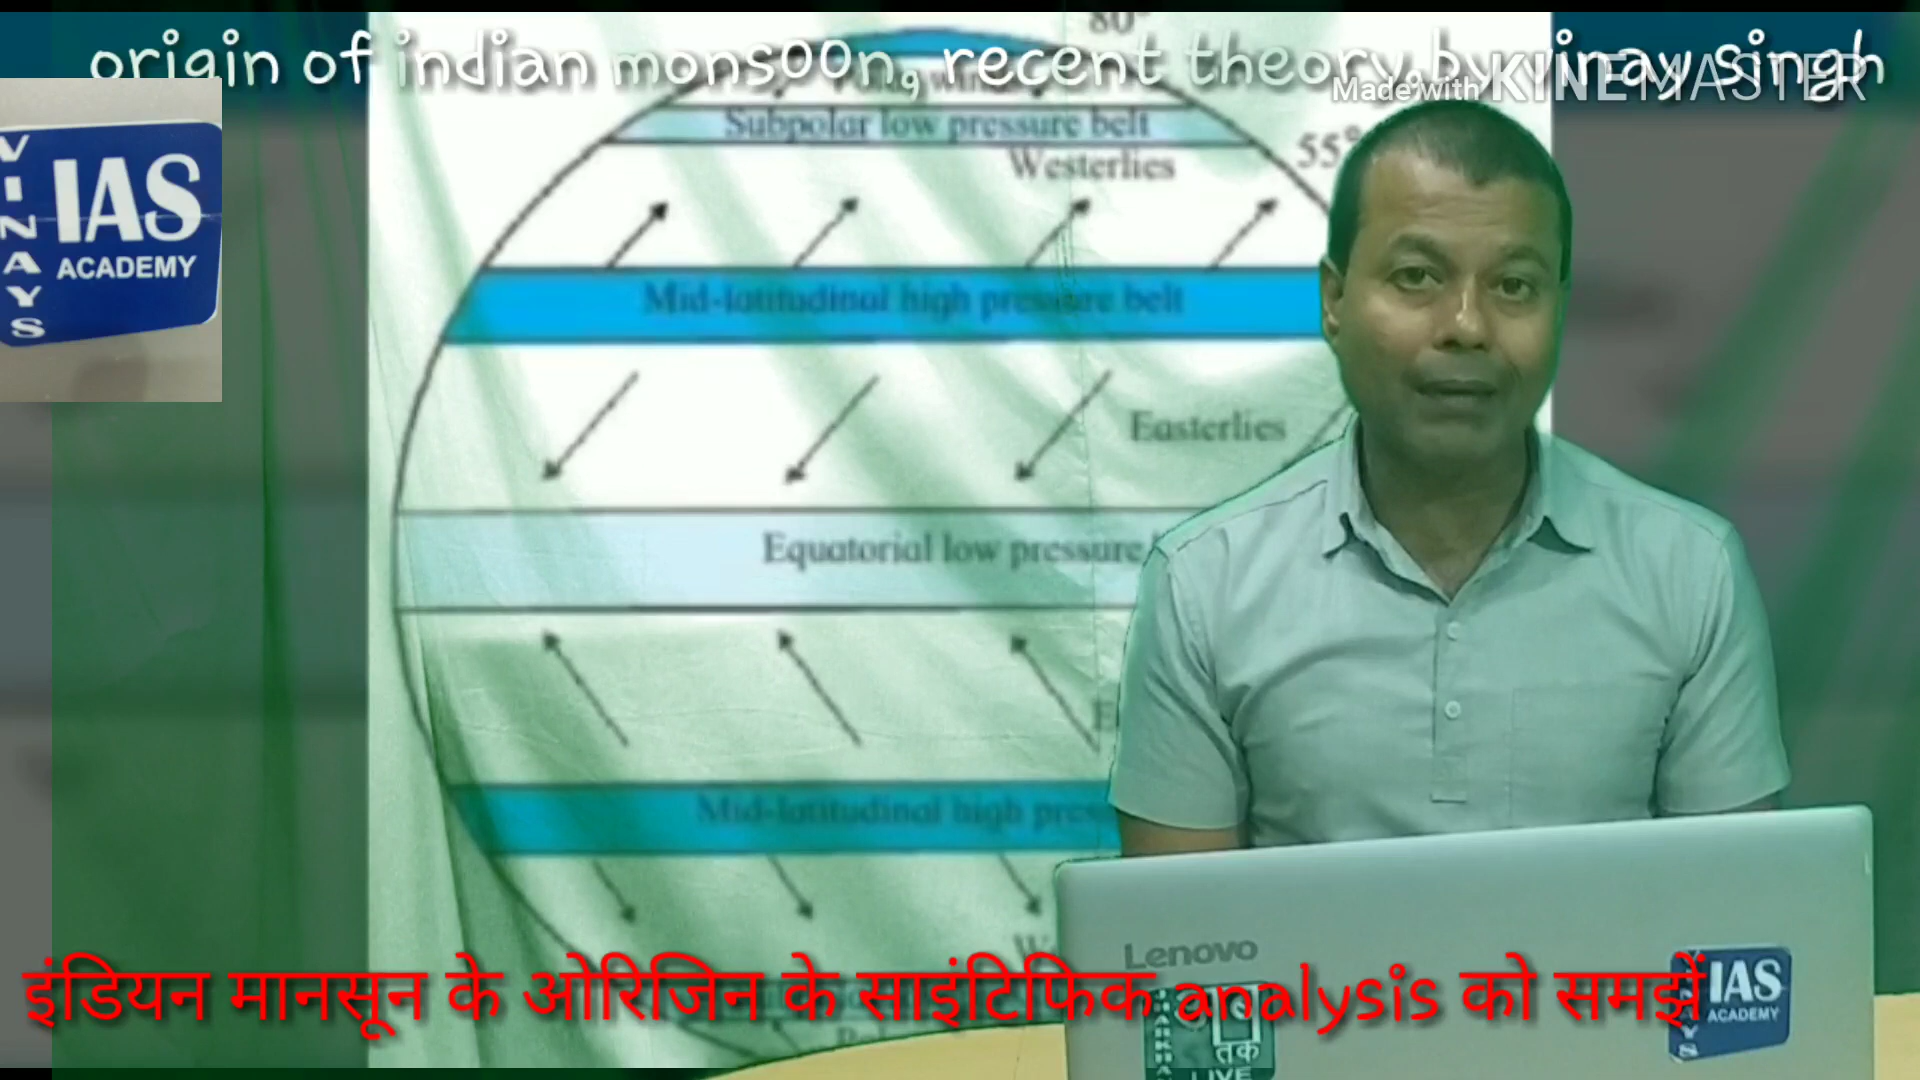 origin of indian monsoon, recent theory by vinay singh
Made with KINEMASTER
80°
Subpolar low pressure belt
Westerlies
55°
VINAYS
IAS
ACADEMY
Mid-latitudinal high pressure belt
Easterlies
Equatorial low pressure
Mid-latitudinal high
Lenovo
इंडियन मानसून के ओरिजिन के साइंटिफिक analysis को समझें
IAS
ACADEMY
तक
LIVE